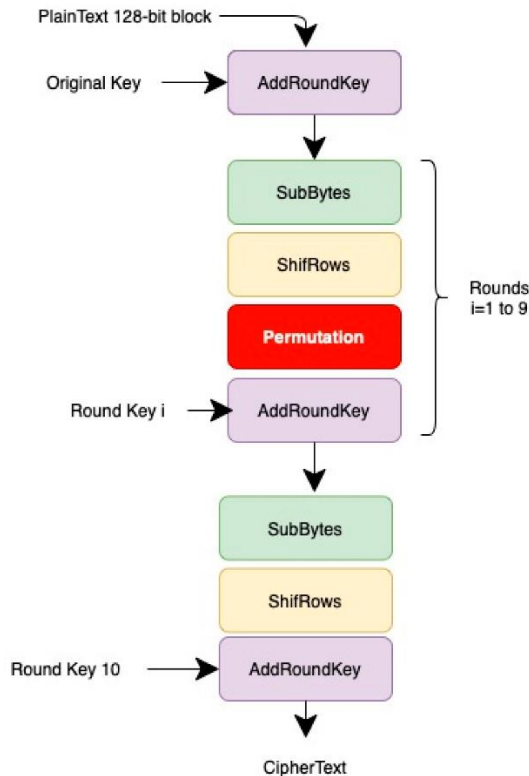 PlainText 128-bit block
Original Key
AddRoundKey
SubBytes
ShifRows
Permutation
Rounds
i=1 to 9
Round Key i
AddRoundKey
SubBytes
ShifRows
Round Key 10
AddRoundKey
CipherText